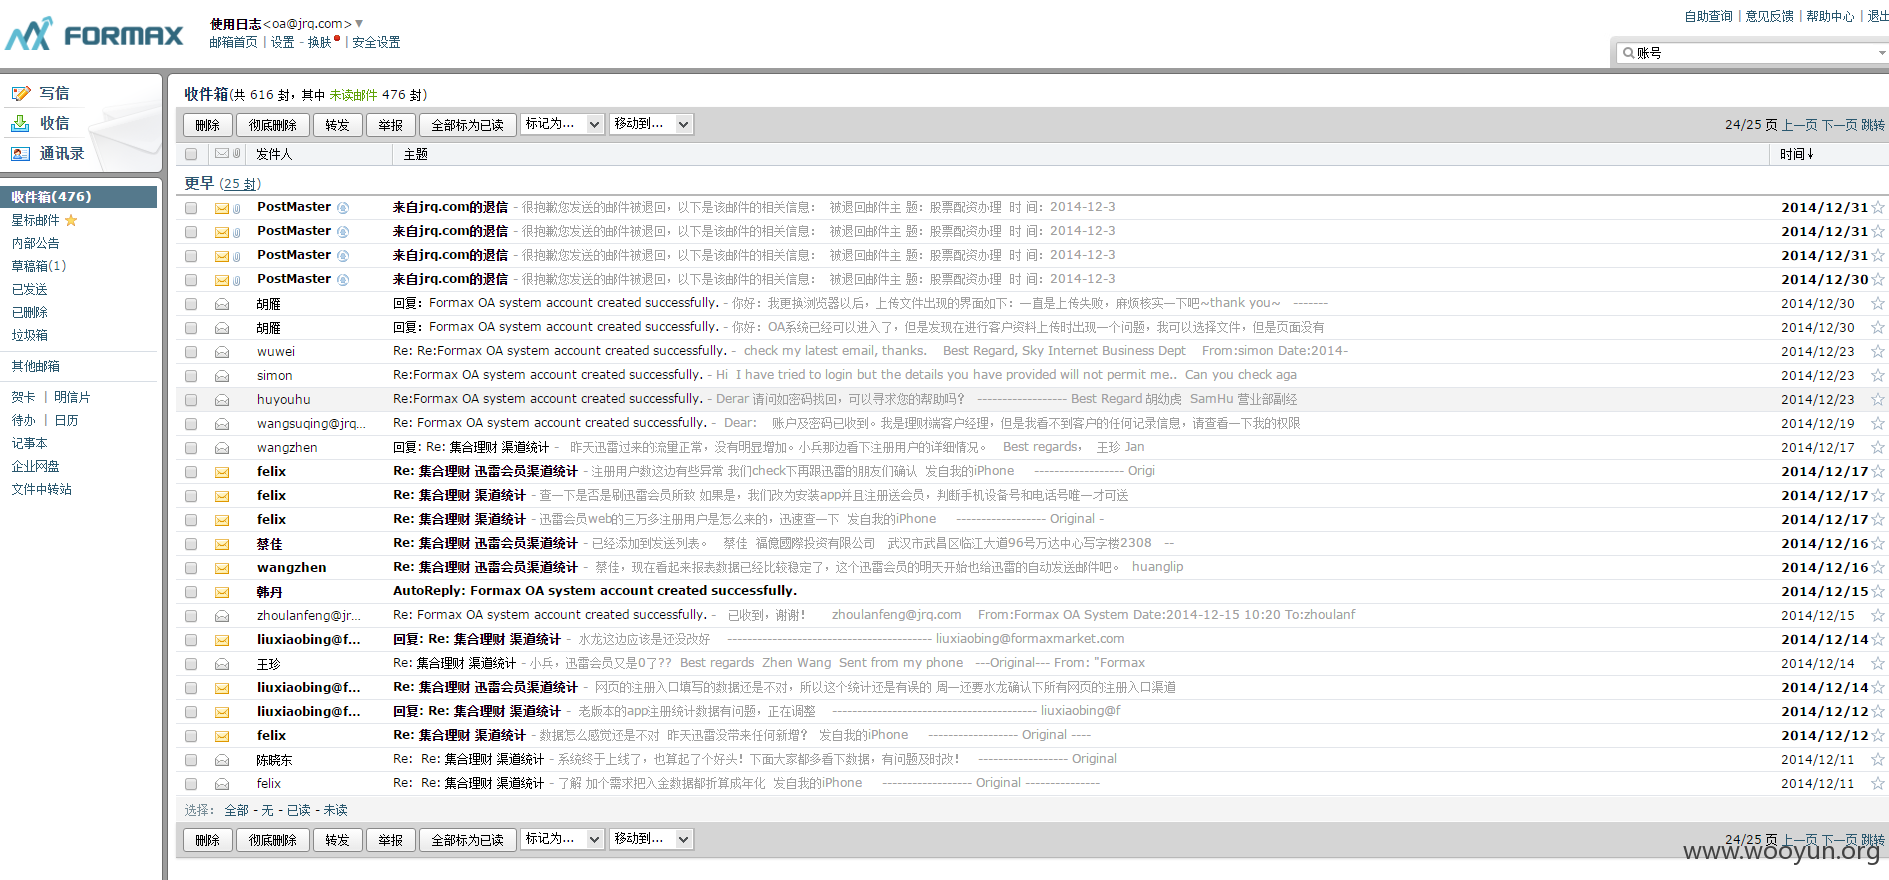 FORMAX
使用日志<oa@jrq.com>
邮箱首页 | 设置 - 换肤 | 安全设置
自助查询 | 意见反馈 | 帮助中心 | 退出
账号
写信
收信
通讯录
收件箱(476)
星标邮件
内部公告
草稿箱(1)
已发送
已删除
垃圾箱
其他邮箱
贺卡 | 明信片
待办 | 日历
记事本
企业网盘
文件中转站
收件箱(共 616 封，其中 未读邮件 476 封)
删除 彻底删除 转发 举报 全部标为已读 标记为... 移动到... 24/25 页 上一页 下一页 跳转
发件人 主题 时间↓
更早 (25 封)
PostMaster 来自jrq.com的退信 - 很抱歉您发送的邮件被退回，以下是该邮件的相关信息： 被退回邮件主 题：股票配资办理 时 间：2014-12-3 2014/12/31
PostMaster 来自jrq.com的退信 - 很抱歉您发送的邮件被退回，以下是该邮件的相关信息： 被退回邮件主 题：股票配资办理 时 间：2014-12-3 2014/12/31
PostMaster 来自jrq.com的退信 - 很抱歉您发送的邮件被退回，以下是该邮件的相关信息： 被退回邮件主 题：股票配资办理 时 间：2014-12-3 2014/12/31
PostMaster 来自jrq.com的退信 - 很抱歉您发送的邮件被退回，以下是该邮件的相关信息： 被退回邮件主 题：股票配资办理 时 间：2014-12-3 2014/12/30
胡雁 回复：Formax OA system account created successfully. - 你好：我更换浏览器以后，上传文件出现的界面如下：一直是上传失败，麻烦核实一下吧~thank you~ ------- 2014/12/30
胡雁 回复：Formax OA system account created successfully. - 你好：OA系统已经可以进入了，但是发现在进行客户资料上传时出现一个问题，我可以选择文件，但是页面没有 2014/12/30
wuwei Re: Re:Formax OA system account created successfully. - check my latest email, thanks. Best Regard, Sky Internet Business Dept From:simon Date:2014- 2014/12/23
simon Re:Formax OA system account created successfully. - Hi I have tried to login but the details you have provided will not permit me.. Can you check aga 2014/12/23
huyouhu Re:Formax OA system account created successfully. - Derar 请问如密码找回，可以寻求您的帮助吗？ ------------------ Best Regard 胡幼虎 SamHu 营业部副经 2014/12/23
wangsuqing@jrq... Re: Formax OA system account created successfully. - Dear: 账户及密码已收到。我是理财端客户经理，但是我看不到客户的任何记录信息，请查看一下我的权限 2014/12/19
wangzhen 回复: Re: 集合理财 渠道统计 - 昨天迅雷过来的流量正常，没有明显增加。小兵那边看下注册用户的详细情况。 Best regards， 王珍 Jan 2014/12/17
felix Re: 集合理财 迅雷会员渠道统计 - 注册用户数这边有些异常 我们check下再跟迅雷的朋友们确认 发自我的iPhone ------------------ Origi 2014/12/17
felix Re: 集合理财 渠道统计 - 查一下是否是刷迅雷会员所致 如果是，我们改为安装app并且注册送会员，判断手机设备号和电话号唯一才可送 2014/12/17
felix Re: 集合理财 渠道统计 - 迅雷会员web的三万多注册用户是怎么来的，迅速查一下 发自我的iPhone ------------------ Original - 2014/12/17
蔡佳 Re: 集合理财 迅雷会员渠道统计 - 已经添加到发送列表。 蔡佳 福億國際投资有限公司 武汉市武昌区临江大道96号万达中心写字楼2308 -- 2014/12/16
wangzhen Re: 集合理财 迅雷会员渠道统计 - 蔡佳，现在看起来报表数据已经比较稳定了，这个迅雷会员的明天开始也给迅雷的自动发送邮件吧。 huanglip 2014/12/16
韩丹 AutoReply: Formax OA system account created successfully. 2014/12/15
zhoulanfeng@jr... Re: Formax OA system account created successfully. - 已收到，谢谢！ zhoulanfeng@jrq.com From:Formax OA System Date:2014-12-15 10:20 To:zhoulanf 2014/12/15
liuxiaobing@f... 回复: Re: 集合理财 渠道统计 - 水龙这边应该是还没改好 ----------------------------------------- liuxiaobing@formaxmarket.com 2014/12/14
王珍 Re: 集合理财 渠道统计 - 小兵，迅雷会员又是0了?? Best regards Zhen Wang Sent from my phone ---Original--- From: "Formax 2014/12/14
liuxiaobing@f... Re: 集合理财 迅雷会员渠道统计 - 网页的注册入口填写的数据还是不对，所以这个统计还是有误的 周一还要水龙确认下所有网页的注册入口渠道 2014/12/14
liuxiaobing@f... 回复: Re: 集合理财 渠道统计 - 老版本的app注册统计数据有问题，正在调整 ----------------------------------------- liuxiaobing@f 2014/12/12
felix Re: 集合理财 渠道统计 - 数据怎么感觉还是不对 昨天迅雷没带来任何新增？ 发自我的iPhone ------------------ Original ---- 2014/12/12
陈晓东 Re: Re: 集合理财 渠道统计 - 系统终于上线了，也算起了个好头！下面大家都多看下数据，有问题及时改！ ------------------ Original 2014/12/11
felix Re: Re: 集合理财 渠道统计 - 了解 加个需求把入金数据都折算成年化 发自我的iPhone ------------------ Original --------------- 2014/12/11
选择： 全部 - 无 - 已读 - 未读
删除 彻底删除 转发 举报 全部标为已读 标记为... 移动到... 24/25 页 上一页 下一页 跳转
www.wooyun.org